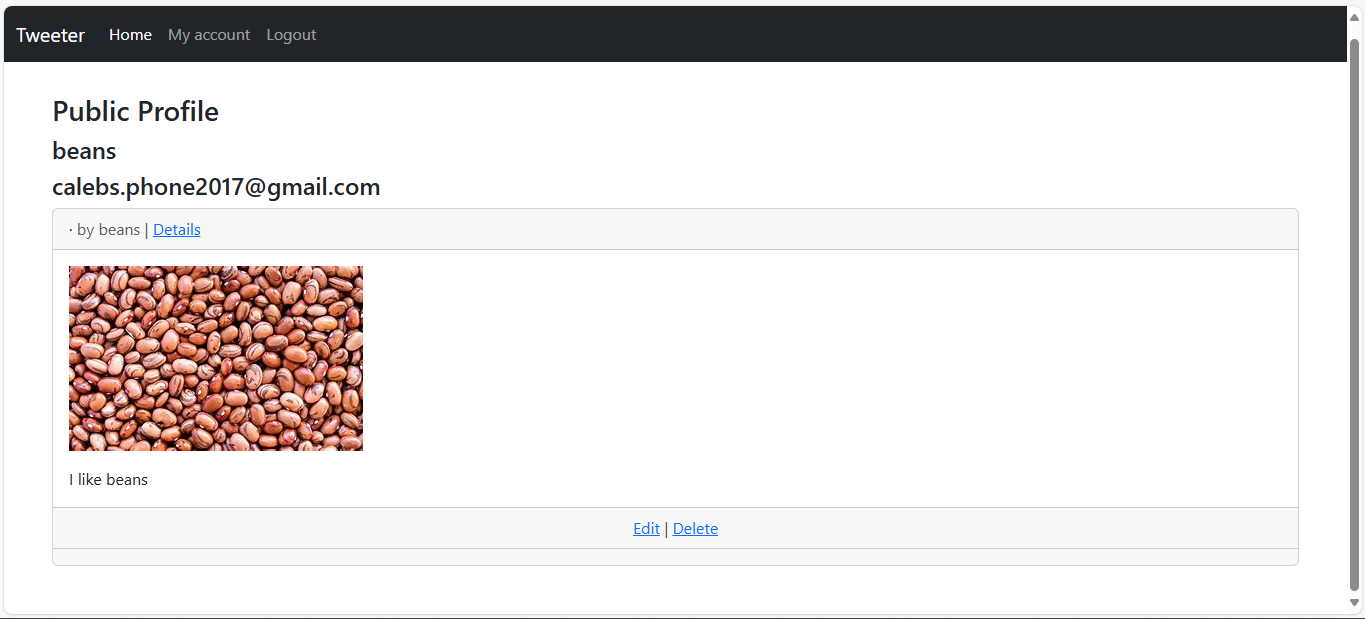 Tweeter Home My account Logout
Public Profile
beans
calebs.phone2017@gmail.com
· by beans | Details
I like beans
Edit | Delete